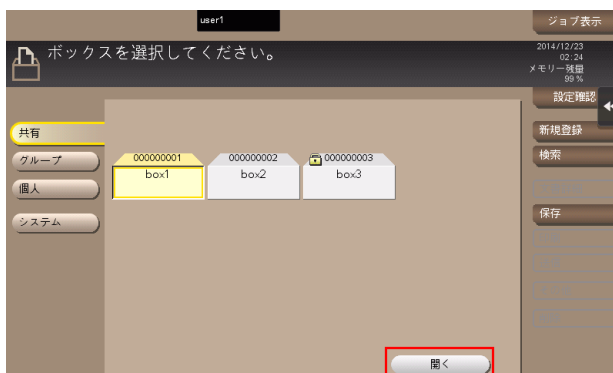 user1
ジョブ表示
ボックスを選択してください。
2014/12/23
02:24
メモリー残量
99%
設定確認
共有
グループ
個人
システム
000000001
box1
000000002
box2
000000003
box3
新規登録
検索
保存
開く